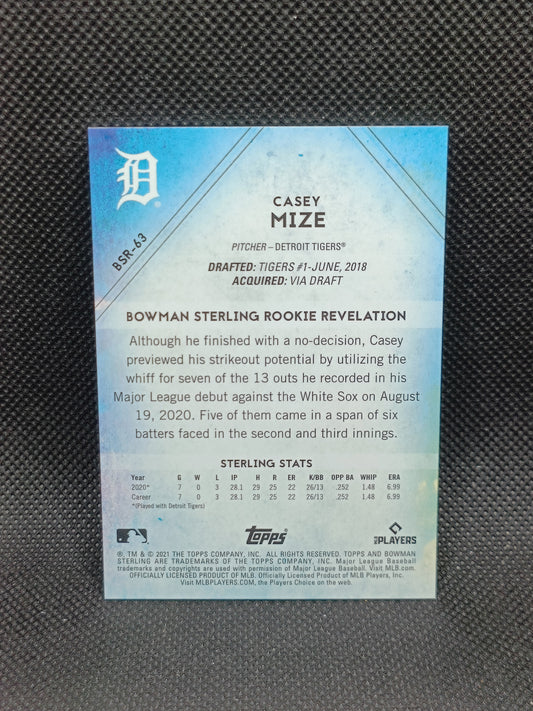 D
BSR-63
CASEY
MIZE
PITCHER – DETROIT TIGERS®
DRAFTED: TIGERS #1-JUNE, 2018
ACQUIRED: VIA DRAFT
BOWMAN STERLING ROOKIE REVELATION
Although he finished with a no-decision, Casey
previewed his strikeout potential by utilizing the
whiff for seven of the 13 outs he recorded in his
Major League debut against the White Sox on August
19, 2020. Five of them came in a span of six
batters faced in the second and third innings.
STERLING STATS
Year G W L IP H R ER K/BB OPP BA WHIP ERA
2020* 7 0 3 28.1 29 25 22 26/13 .252 1.48 6.99
Career 7 0 3 28.1 29 25 22 26/13 .252 1.48 6.99
*(Played with Detroit Tigers)
topps
MLB PLAYERS
®, TM & © 2021 THE TOPPS COMPANY, INC. ALL RIGHTS RESERVED. TOPPS AND BOWMAN
STERLING ARE TRADEMARKS OF THE TOPPS COMPANY, INC. Major League Baseball
trademarks and copyrights are used with permission of Major League Baseball. Visit MLB.com.
OFFICIALLY LICENSED PRODUCT OF MLB. Officially Licensed Product of MLB Players, Inc.
Visit MLBPLAYERS.com, the Players Choice on the web.